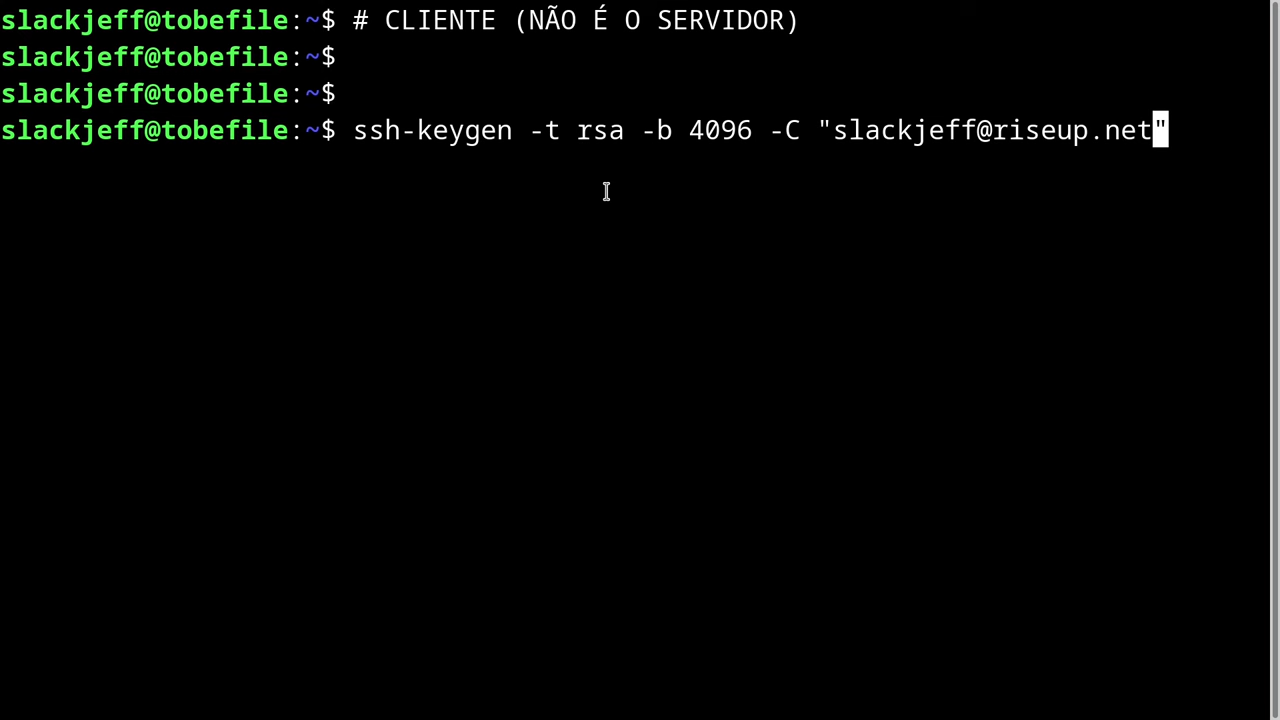 slackjeff@tobefile:~$ # CLIENTE (NÃO É O SERVIDOR)
slackjeff@tobefile:~$
slackjeff@tobefile:~$
slackjeff@tobefile:~$ ssh-keygen -t rsa -b 4096 -C "slackjeff@riseup.net"